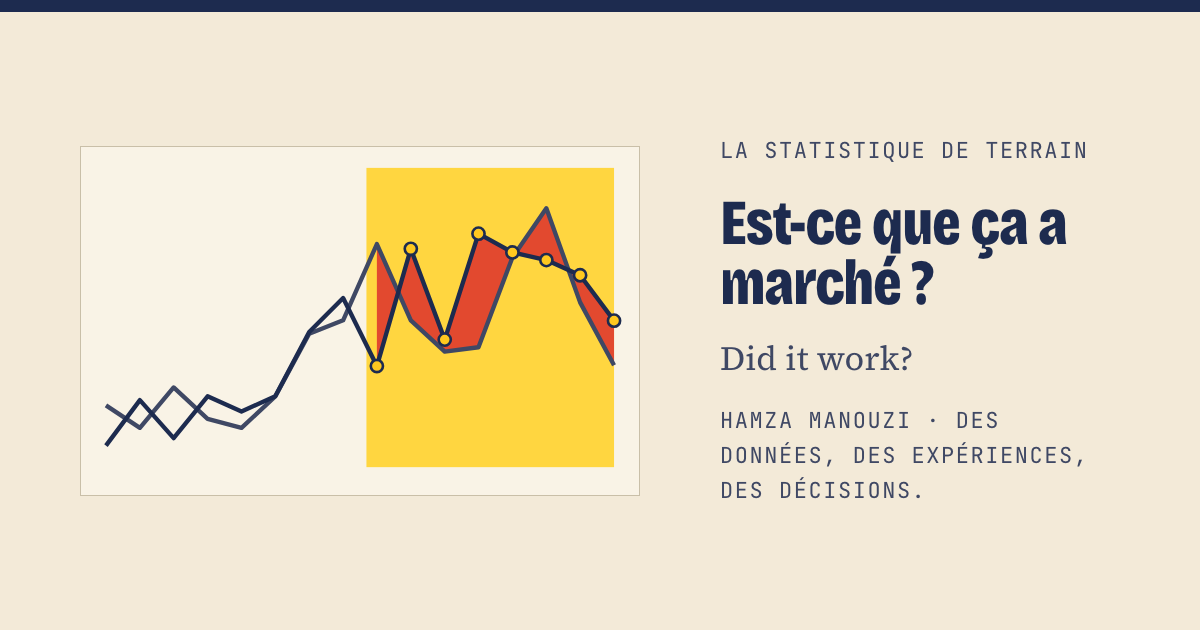 LA STATISTIQUE DE TERRAIN
Est-ce que ça a
marché ?
Did it work?
HAMZA MANOUZI · DES
DONNÉES, DES EXPÉRIENCES,
DES DÉCISIONS.